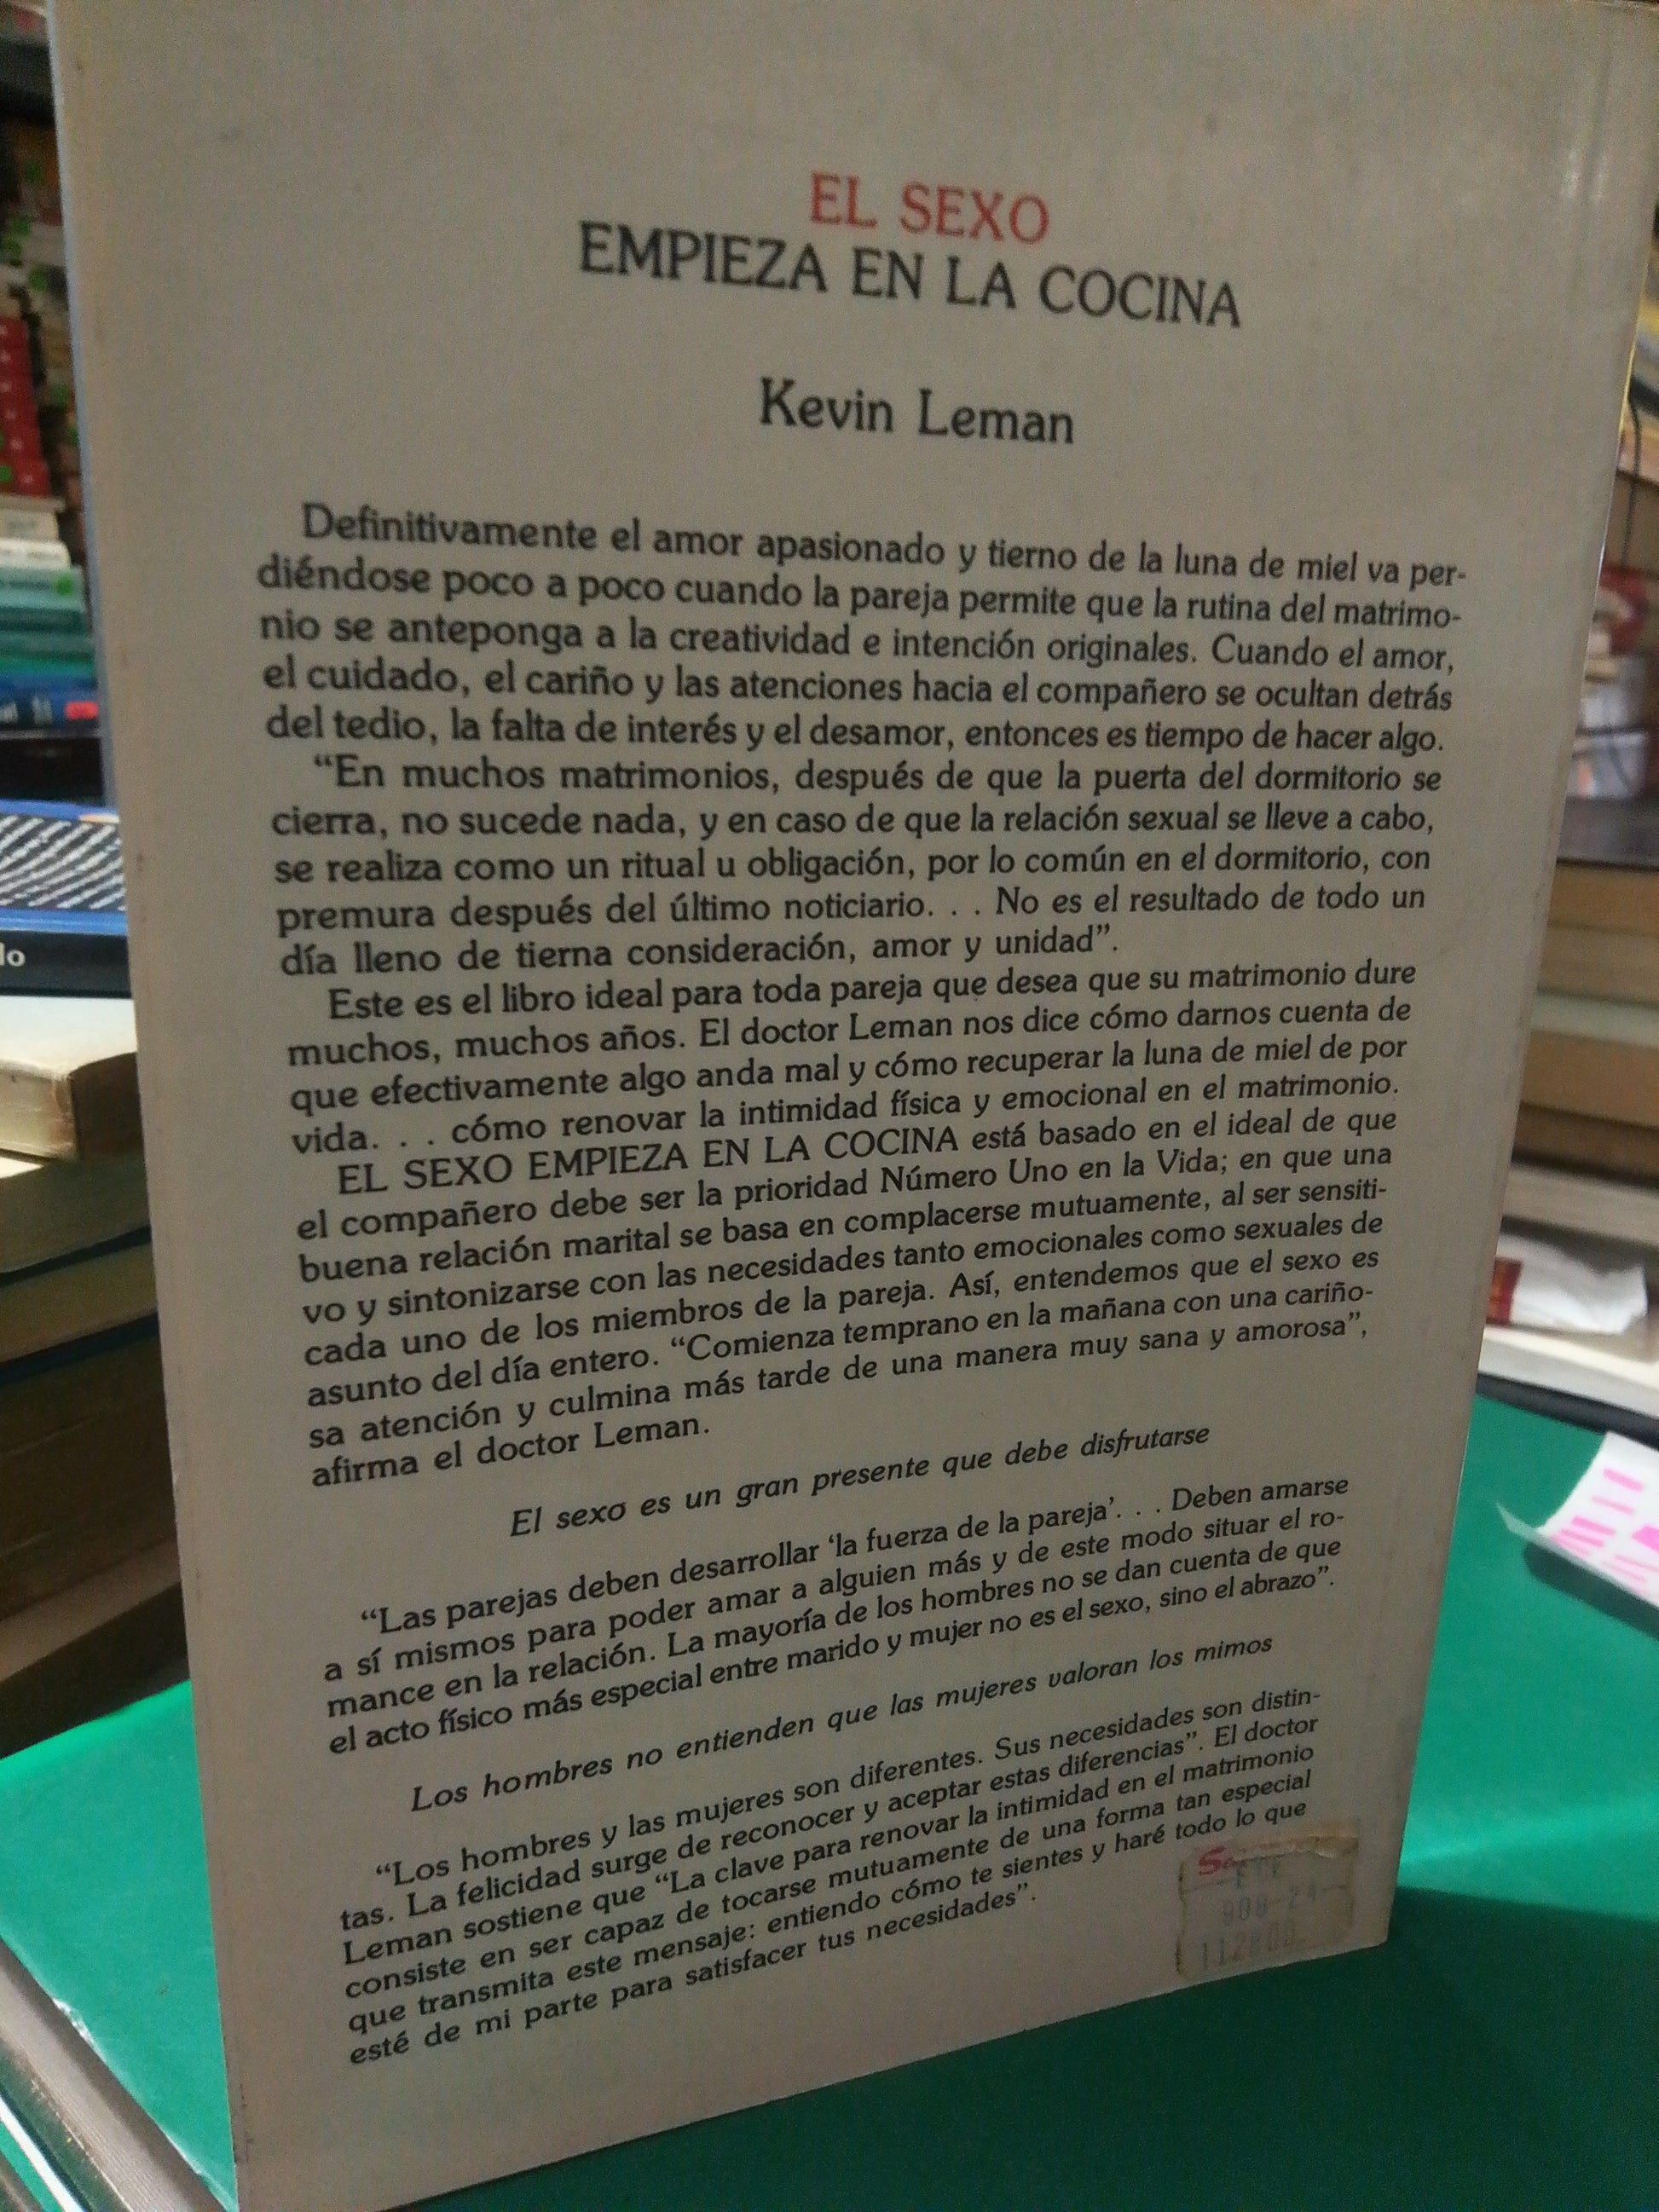 EL SEXO
EMPIEZA EN LA COCINA
Kevin Leman
Definitivamente el amor apasionado y tierno de la luna de miel va per-
diéndose poco a poco cuando la pareja permite que la rutina del matrimo-
nio se anteponga a la creatividad e intención originales. Cuando el amor,
el cuidado, el cariño y las atenciones hacia el compañero se ocultan detrás
del tedio, la falta de interés y el desamor, entonces es tiempo de hacer algo.
“En muchos matrimonios, después de que la puerta del dormitorio se
cierra, no sucede nada, y en caso de que la relación sexual se lleve a cabo,
se realiza como un ritual u obligación, por lo común en el dormitorio, con
premura después del último noticiario. . . No es el resultado de todo un
día lleno de tierna consideración, amor y unidad”.
Este es el libro ideal para toda pareja que desea que su matrimonio dure
muchos, muchos años. El doctor Leman nos dice cómo darnos cuenta de
que efectivamente algo anda mal y cómo recuperar la luna de miel de por
vida. . . cómo renovar la intimidad física y emocional en el matrimonio.
EL SEXO EMPIEZA EN LA COCINA está basado en el ideal de que
el compañero debe ser la prioridad Número Uno en la Vida; en que una
buena relación marital se basa en complacerse mutuamente, al ser sensiti-
vo y sintonizarse con las necesidades tanto emocionales como sexuales de
cada uno de los miembros de la pareja. Así, entendemos que el sexo es
asunto del día entero. “Comienza temprano en la mañana con una cariño-
sa atención y culmina más tarde de una manera muy sana y amorosa”,
afirma el doctor Leman.
El sexo es un gran presente que debe disfrutarse
“Las parejas deben desarrollar ‘la fuerza de la pareja’. . . Deben amarse
a sí mismos para poder amar a alguien más y de este modo situar el ro-
mance en la relación. La mayoría de los hombres no se dan cuenta de que
el acto físico más especial entre marido y mujer no es el sexo, sino el abrazo”.
Los hombres no entienden que las mujeres valoran los mimos
“Los hombres y las mujeres son diferentes. Sus necesidades son distin-
tas. La felicidad surge de reconocer y aceptar estas diferencias”. El doctor
Leman sostiene que “La clave para renovar la intimidad en el matrimonio
consiste en ser capaz de tocarse mutuamente de una forma tan especial
que transmita este mensaje: entiendo cómo te sientes y haré todo lo que
esté de mi parte para satisfacer tus necesidades”.
lo